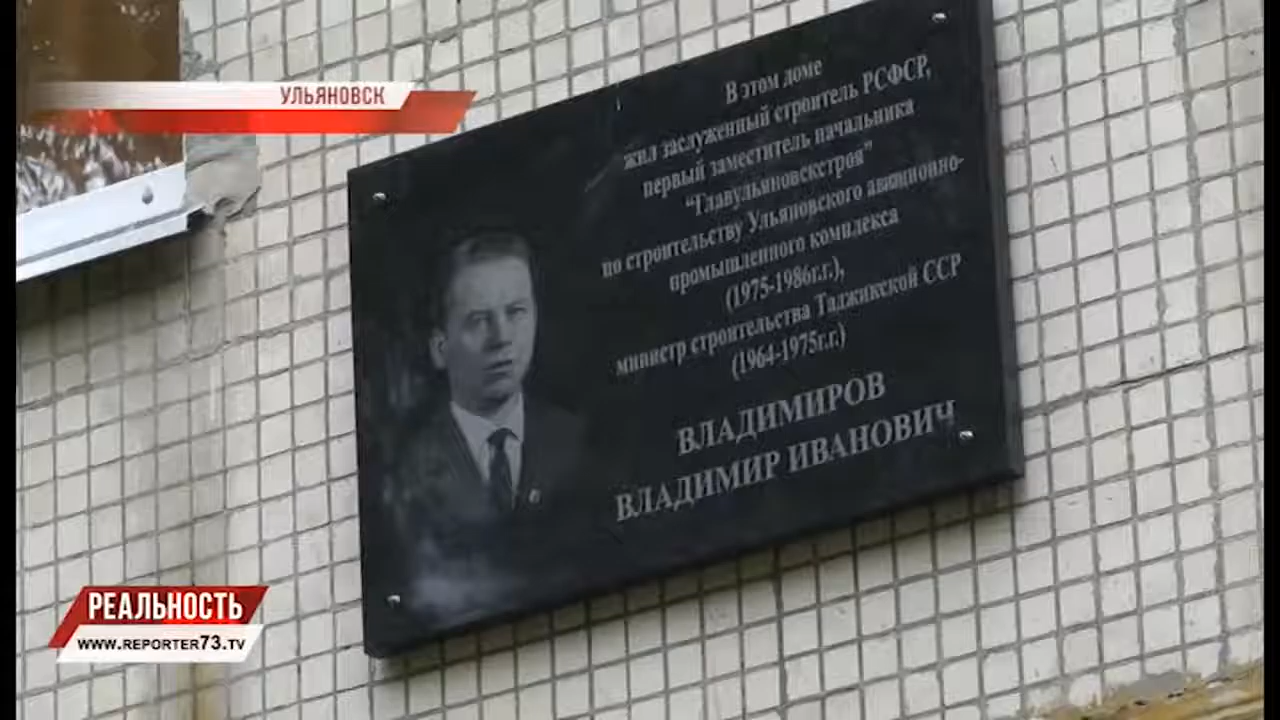 УЛЬЯНОВСК
В этом доме
жил заслуженный строитель РСФСР,
первый заместитель начальника
"Главульяновскстроя"
по строительству Ульяновского авиационно-
промышленного комплекса
(1975-1986г.г.),
министр строительства Таджикской ССР
(1964-1975г.г.)
ВЛАДИМИРОВ
ВЛАДИМИР ИВАНОВИЧ
РЕАЛЬНОСТЬ
WWW.REPORTER73.TV